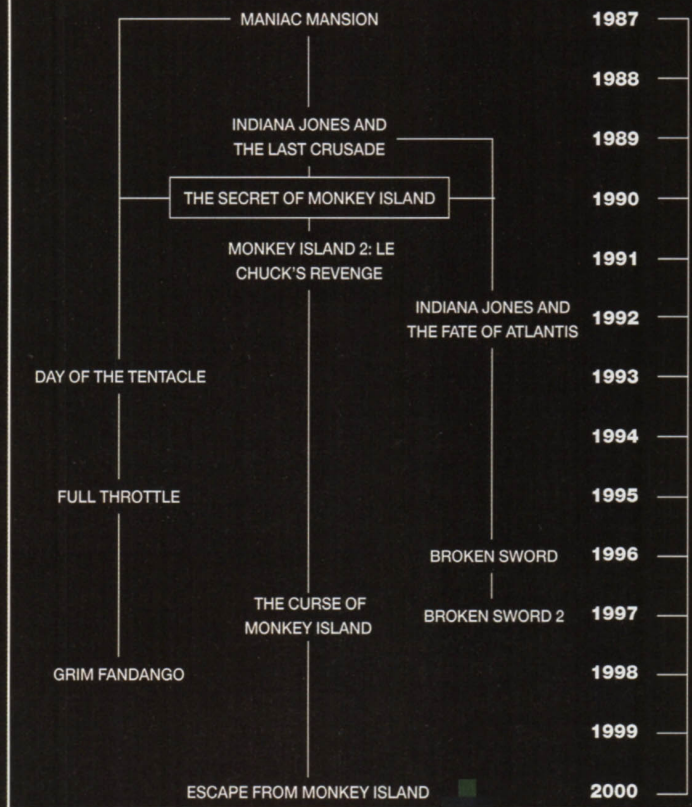 MANIAC MANSION 1987
1988
INDIANA JONES AND
THE LAST CRUSADE 1989
THE SECRET OF MONKEY ISLAND 1990
MONKEY ISLAND 2: LE
CHUCK'S REVENGE 1991
INDIANA JONES AND
THE FATE OF ATLANTIS 1992
DAY OF THE TENTACLE 1993
1994
FULL THROTTLE 1995
BROKEN SWORD 1996
THE CURSE OF
MONKEY ISLAND BROKEN SWORD 2 1997
GRIM FANDANGO 1998
1999
ESCAPE FROM MONKEY ISLAND 2000